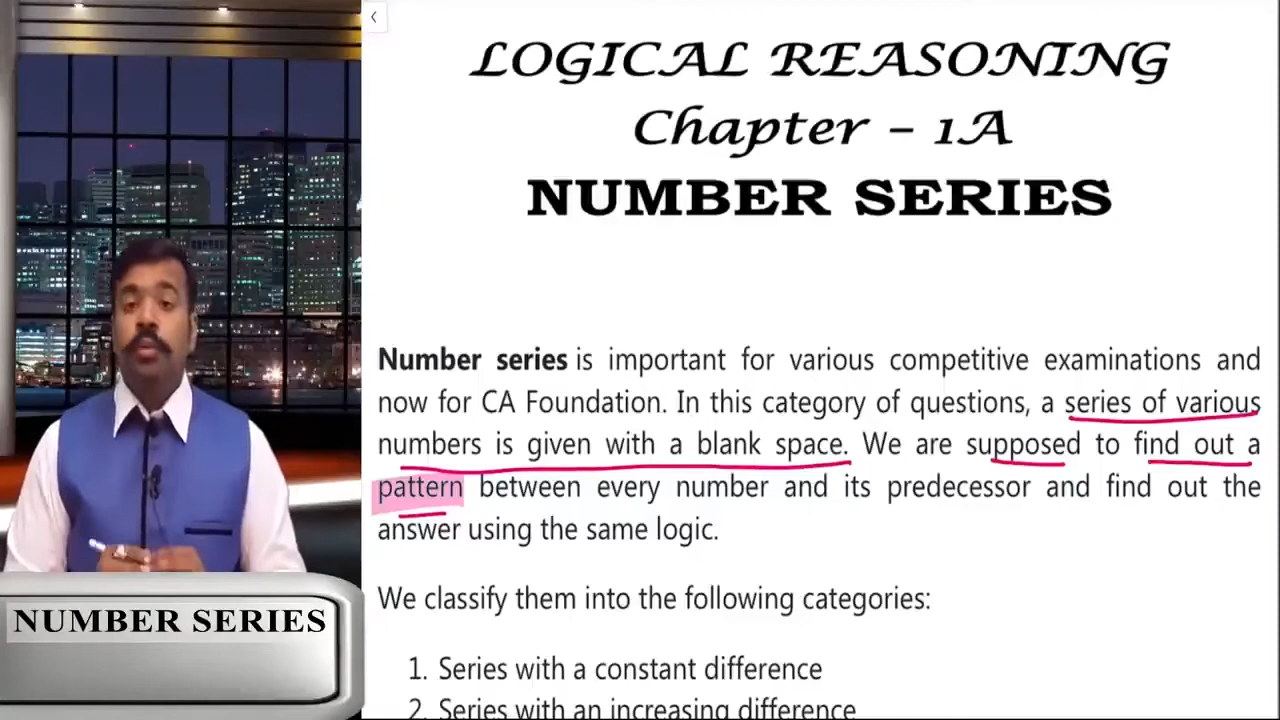 LOGICAL REASONING
Chapter – 1A
NUMBER SERIES
Number series is important for various competitive examinations and
now for CA Foundation. In this category of questions, a series of various
numbers is given with a blank space. We are supposed to find out a
pattern between every number and its predecessor and find out the
answer using the same logic.
We classify them into the following categories:
1. Series with a constant difference
2. Series with an increasing difference
NUMBER SERIES